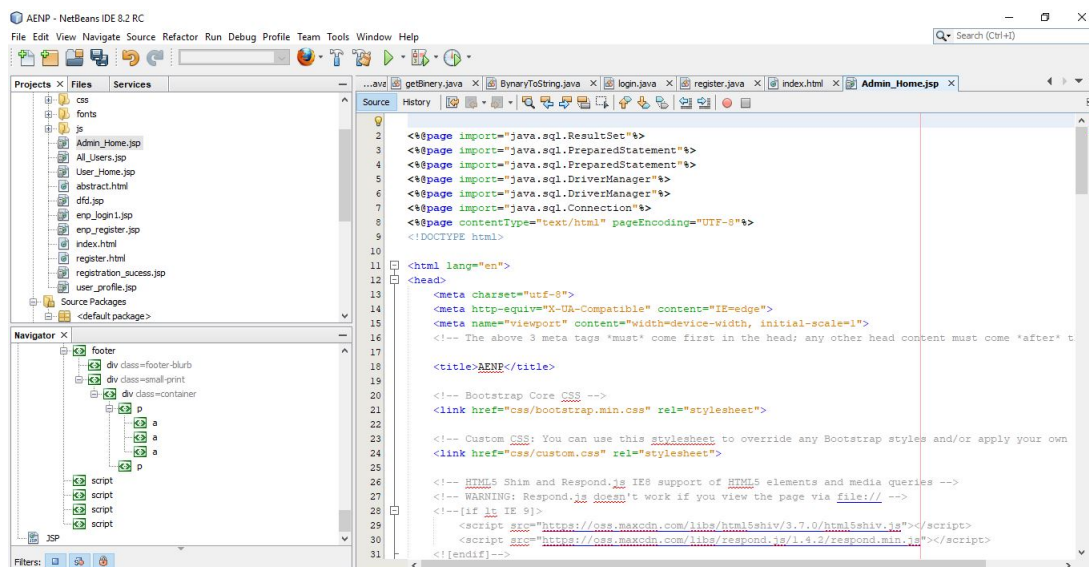 AENP - NetBeans IDE 8.2 RC
File Edit View Navigate Source Refactor Run Debug Profile Team Tools Window Help
Search (Ctrl+I)
Projects Files Services
css
fonts
js
Admin_Home.jsp
All_Users.jsp
User_Home.jsp
abstract.html
dfd.jsp
enp_login1.jsp
enp_register.jsp
index.html
register.html
registration_sucess.jsp
user_profile.jsp
Source Packages
<default package>
Navigator
footer
div class=footer-blurb
div class=small-print
div class=container
p
a
a
a
p
script
script
script
script
JSP
Filters:
...ava getBinery.java BynaryToString.java login.java register.java index.html Admin_Home.jsp
Source History
2 <%@page import="java.sql.ResultSet"%>
3 <%@page import="java.sql.PreparedStatement"%>
4 <%@page import="java.sql.PreparedStatement"%>
5 <%@page import="java.sql.DriverManager"%>
6 <%@page import="java.sql.DriverManager"%>
7 <%@page import="java.sql.Connection"%>
8 <%@page contentType="text/html" pageEncoding="UTF-8"%>
9 <!DOCTYPE html>
10
11 <html lang="en">
12 <head>
13 <meta charset="utf-8">
14 <meta http-equiv="X-UA-Compatible" content="IE=edge">
15 <meta name="viewport" content="width=device-width, initial-scale=1">
16 <!-- The above 3 meta tags *must* come first in the head; any other head content must come *after* t
17
18 <title>AENP</title>
19
20 <!-- Bootstrap Core CSS -->
21 <link href="css/bootstrap.min.css" rel="stylesheet">
22
23 <!-- Custom CSS: You can use this stylesheet to override any Bootstrap styles and/or apply your own
24 <link href="css/custom.css" rel="stylesheet">
25
26 <!-- HTML5 Shim and Respond.js IE8 support of HTML5 elements and media queries -->
27 <!-- WARNING: Respond.js doesn't work if you view the page via file:// -->
28 <!--[if lt IE 9]>
29 <script src="https://oss.maxcdn.com/libs/html5shiv/3.7.0/html5shiv.js"></script>
30 <script src="https://oss.maxcdn.com/libs/respond.js/1.4.2/respond.min.js"></script>
31 <![endif]-->